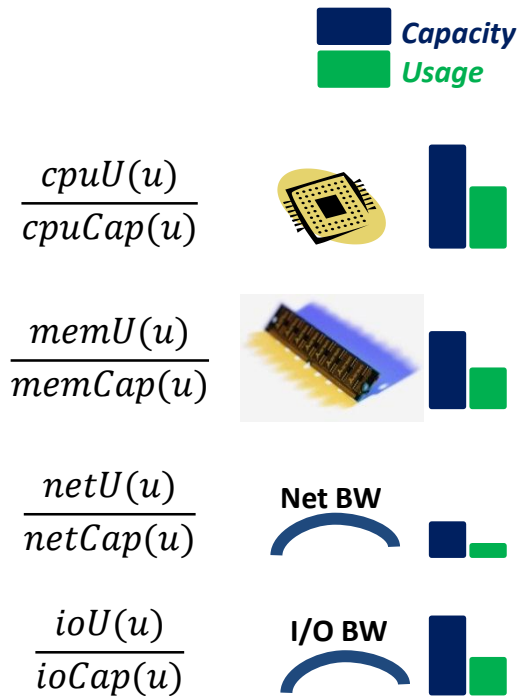 Capacity
Usage
cpuU(u)
cpuCap(u)
memU(u)
memCap(u)
netU(u)
netCap(u)
Net BW
ioU(u)
ioCap(u)
I/O BW